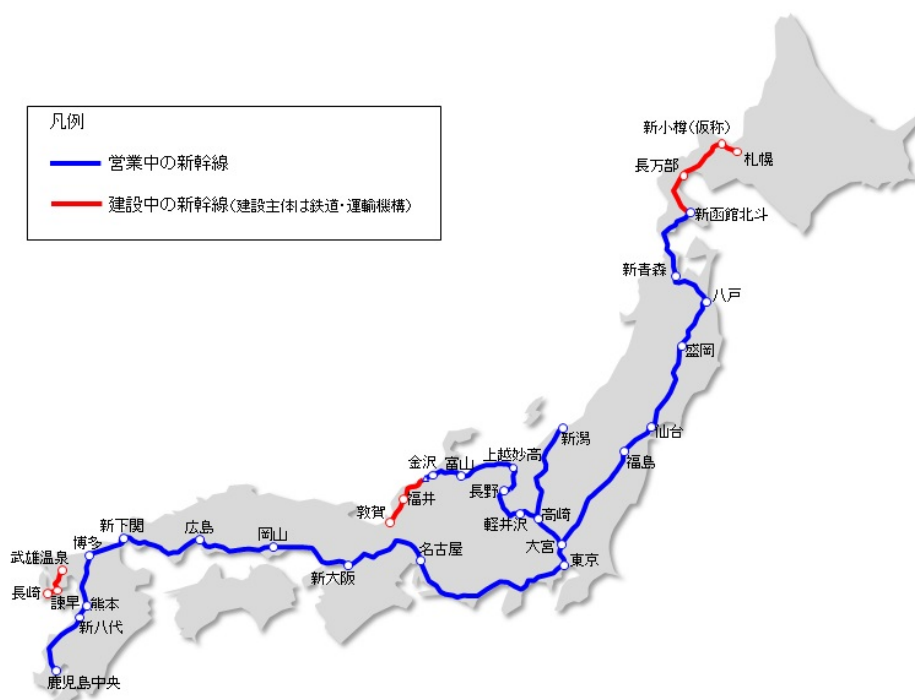 凡例
営業中の新幹線
建設中の新幹線(建設主体は鉄道・運輸機構)
新小樽(仮称)
札幌
長万部
新函館北斗
新青森
八戸
盛岡
仙台
新潟
福島
上越妙高
金沢
富山
長野
福井
敦賀
軽井沢
高崎
大宮
東京
名古屋
新大阪
岡山
広島
新下関
博多
武雄温泉
長崎
諫早
熊本
新八代
鹿児島中央